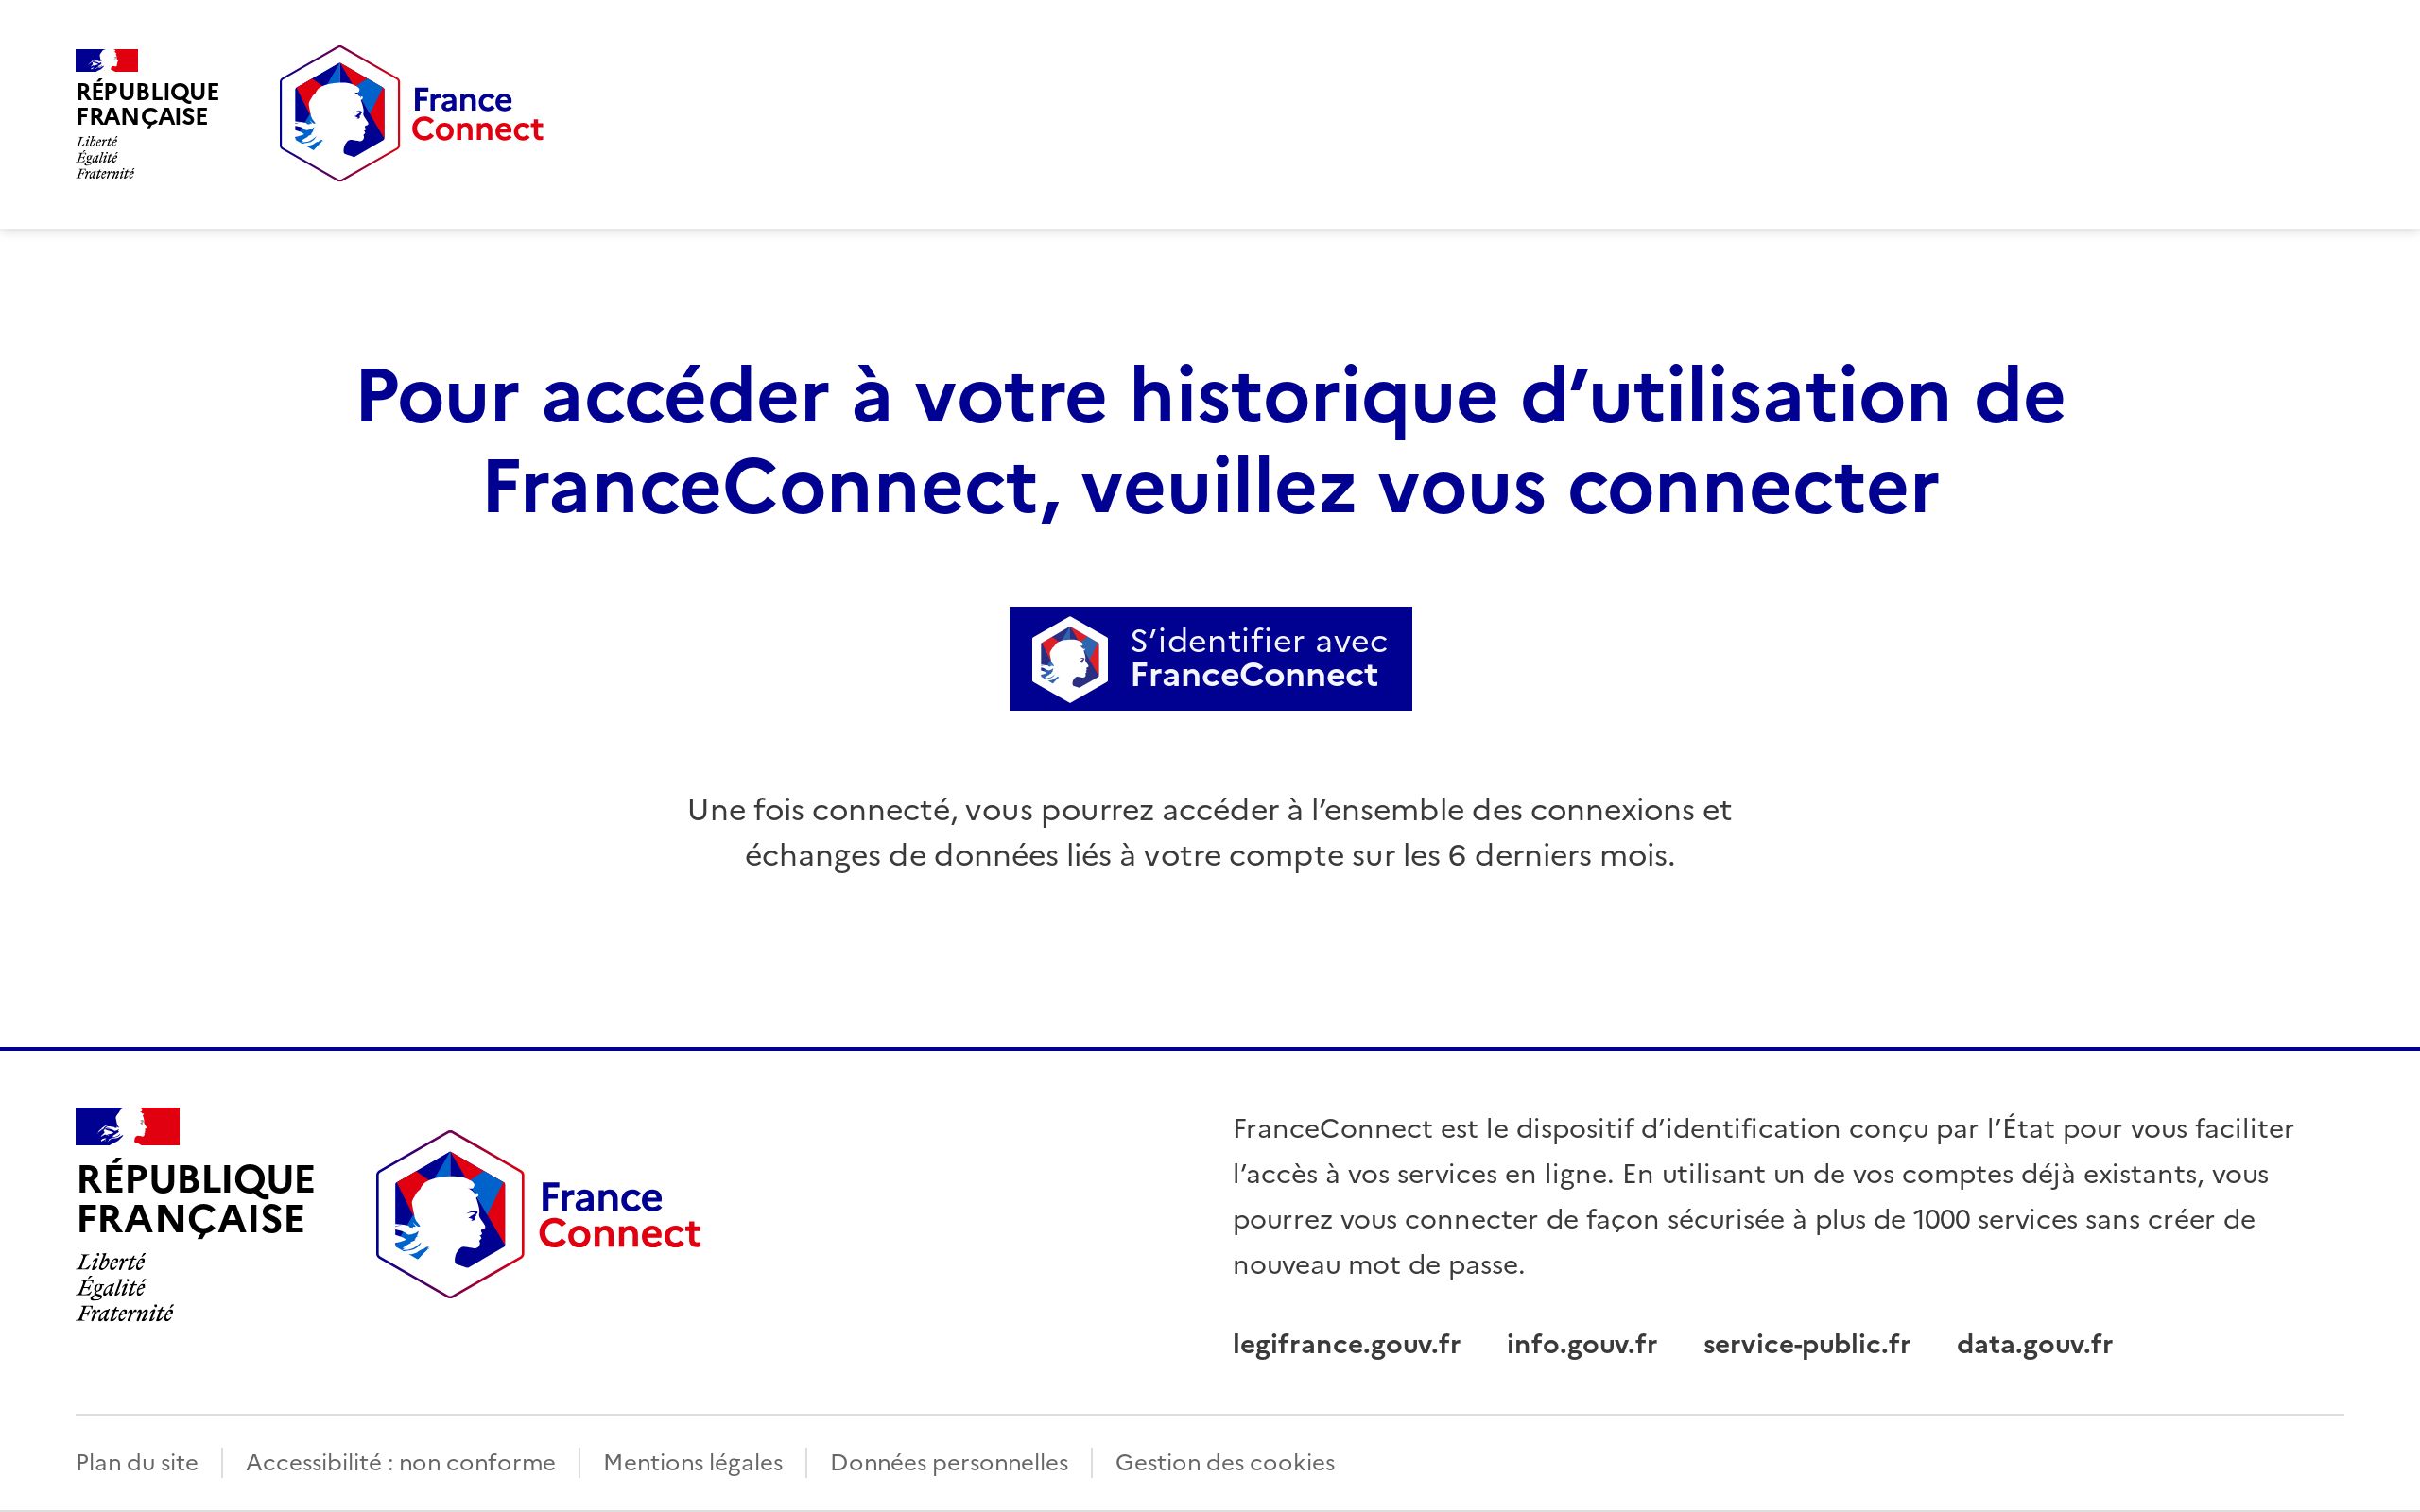 RÉPUBLIQUE
FRANÇAISE
Liberté
Égalité
Fraternité
France
Connect
Pour accéder à votre historique d’utilisation de
FranceConnect, veuillez vous connecter
S’identifier avec
FranceConnect
Une fois connecté, vous pourrez accéder à l’ensemble des connexions et
échanges de données liés à votre compte sur les 6 derniers mois.
RÉPUBLIQUE
FRANÇAISE
Liberté
Égalité
Fraternité
France
Connect
FranceConnect est le dispositif d’identification conçu par l’État pour vous faciliter
l’accès à vos services en ligne. En utilisant un de vos comptes déjà existants, vous
pourrez vous connecter de façon sécurisée à plus de 1000 services sans créer de
nouveau mot de passe.
legifrance.gouv.fr info.gouv.fr service-public.fr data.gouv.fr
Plan du site Accessibilité : non conforme Mentions légales Données personnelles Gestion des cookies